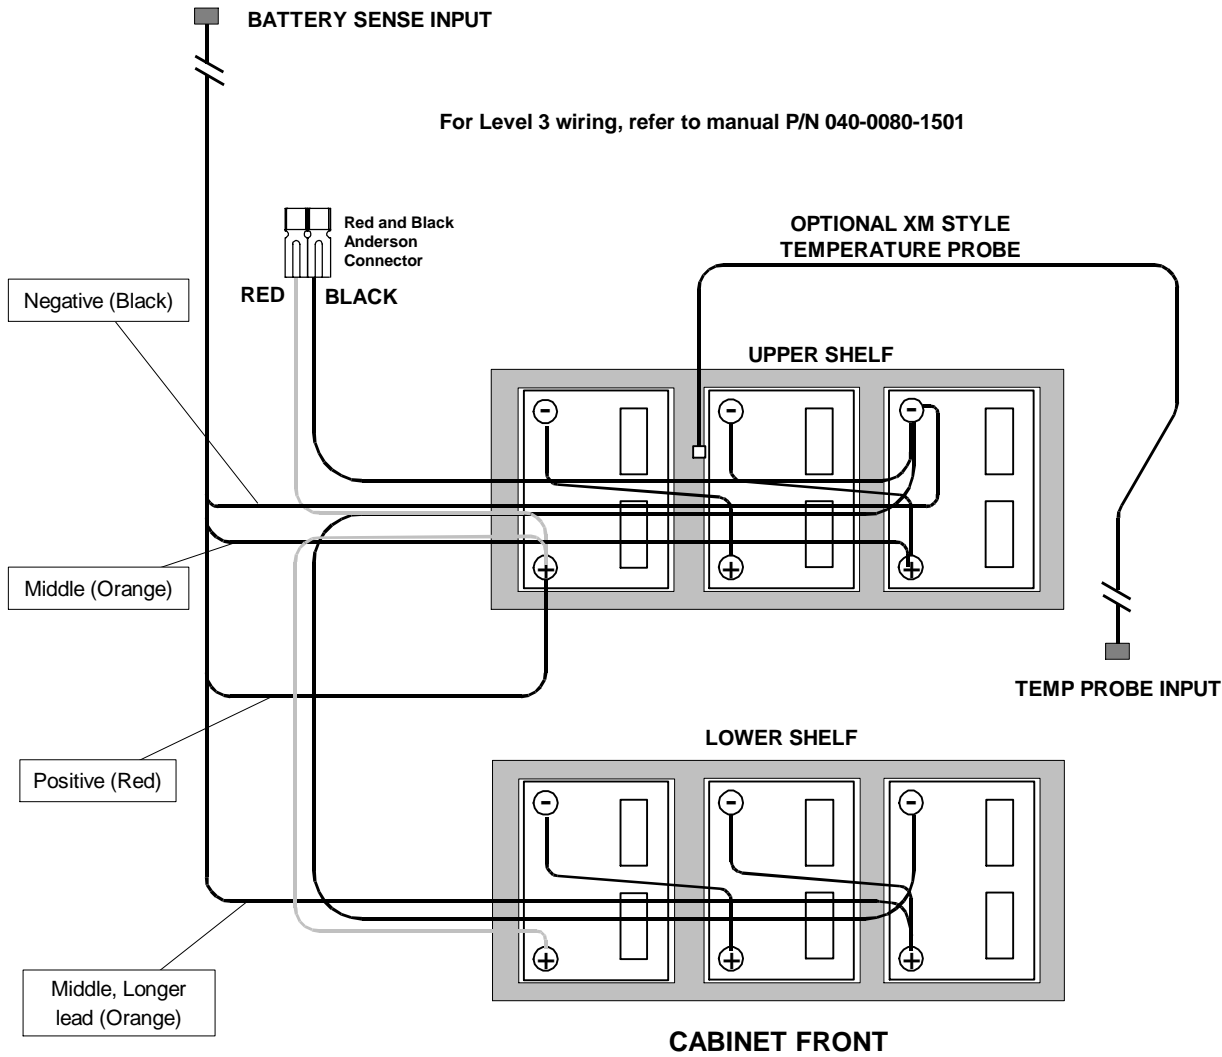 BATTERY SENSE INPUT
For Level 3 wiring, refer to manual P/N 040-0080-1501
Red and Black
Anderson
Connector
OPTIONAL XM STYLE
TEMPERATURE PROBE
RED
BLACK
Negative (Black)
UPPER SHELF
-
-
-
+
+
+
Middle (Orange)
TEMP PROBE INPUT
Positive (Red)
LOWER SHELF
-
-
-
+
+
+
Middle, Longer
lead (Orange)
CABINET FRONT